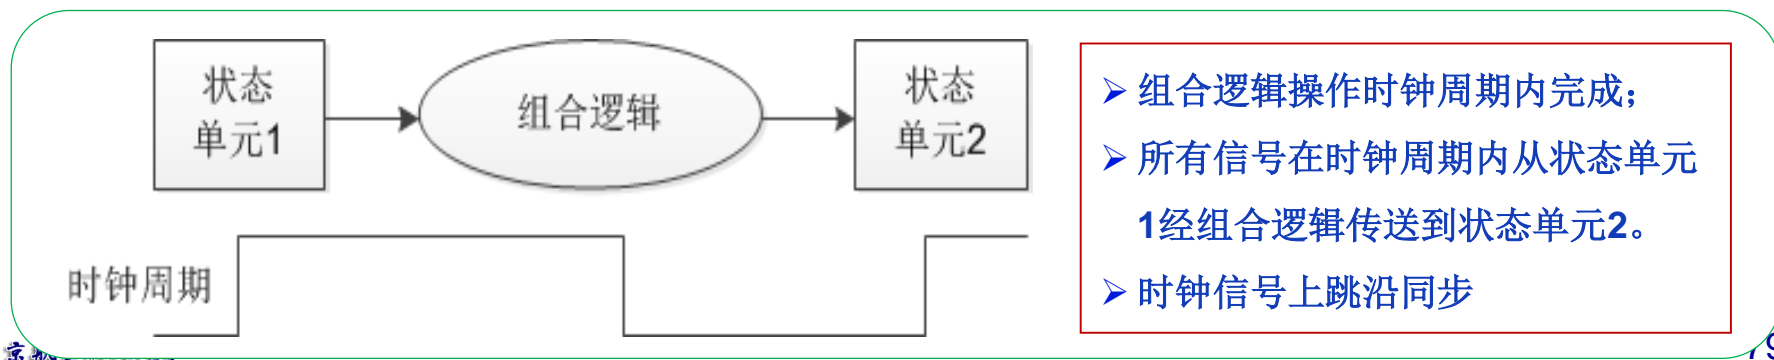 状态
单元1
组合逻辑
状态
单元2
时钟周期
➢ 组合逻辑操作时钟周期内完成；
➢ 所有信号在时钟周期内从状态单元
1经组合逻辑传送到状态单元2。
➢ 时钟信号上跳沿同步